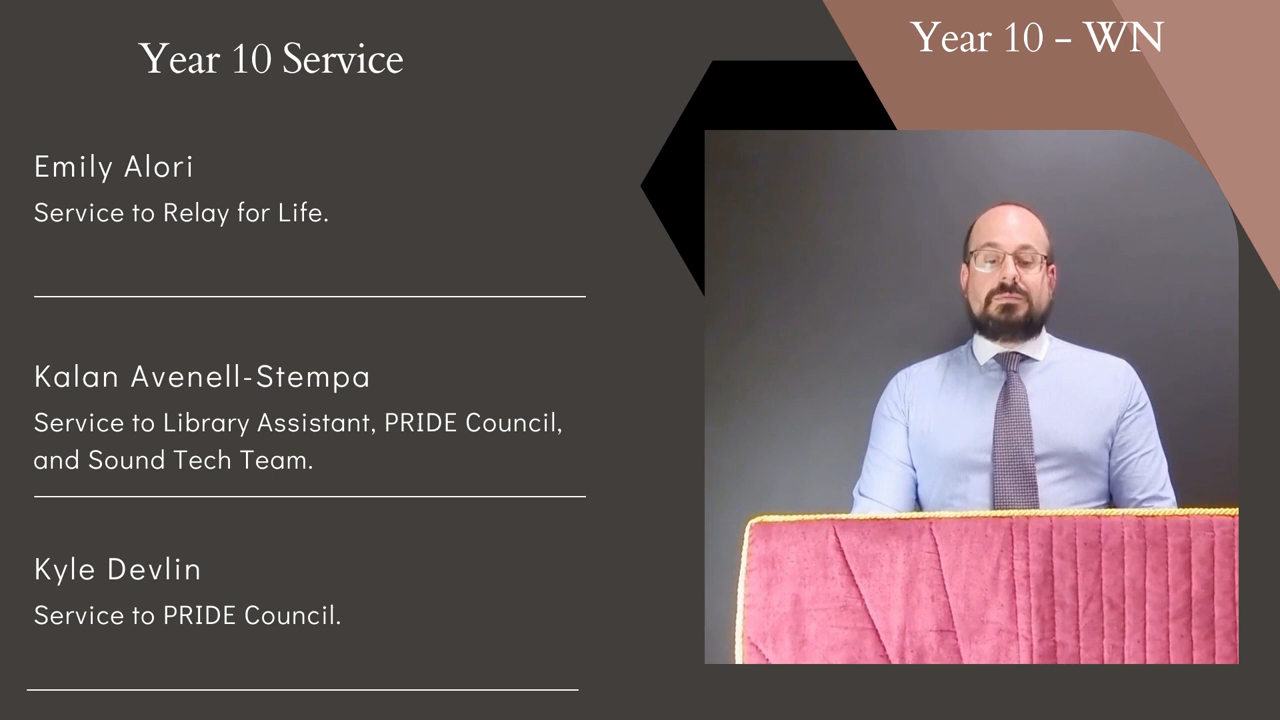 Year 10 Service
Year 10 – WN
Emily Alori
Service to Relay for Life.
Kalan Avenell-Stempa
Service to Library Assistant, PRIDE Council,
and Sound Tech Team.
Kyle Devlin
Service to PRIDE Council.